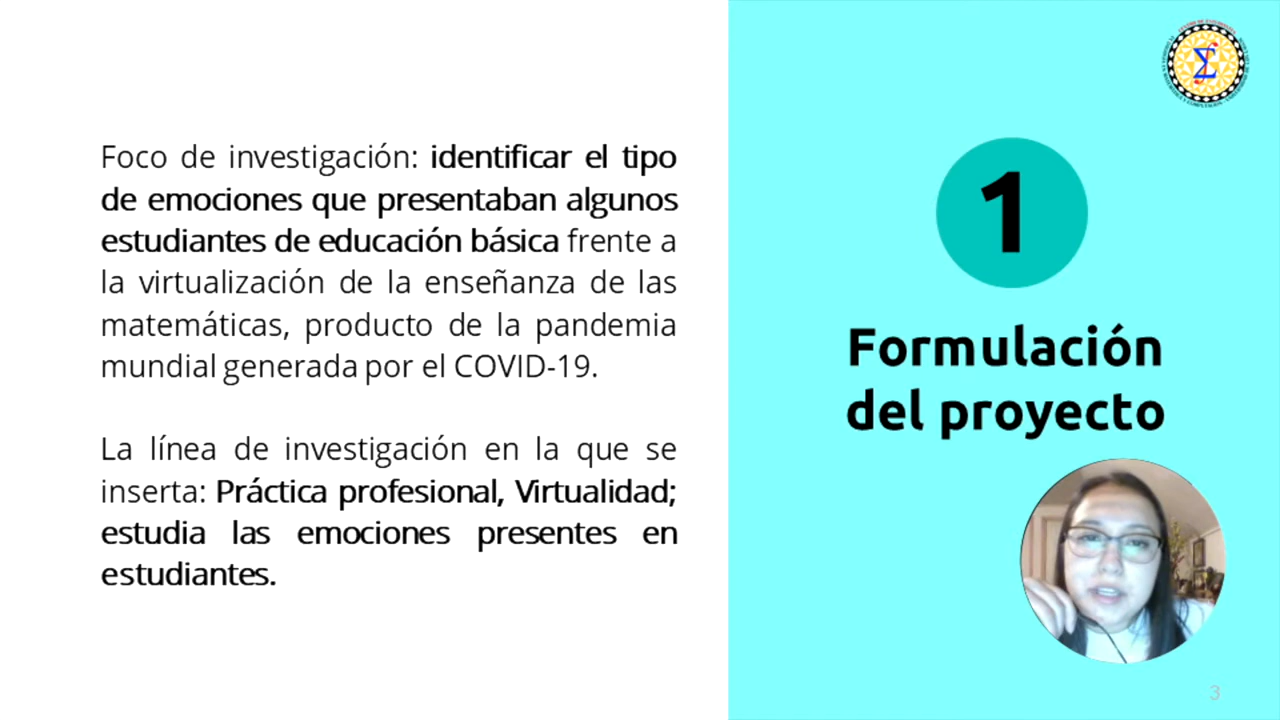 Foco de investigación: identificar el tipo
de emociones que presentaban algunos
estudiantes de educación básica frente a
la virtualización de la enseñanza de las
matemáticas, producto de la pandemia
mundial generada por el COVID-19.
La línea de investigación en la que se
inserta: Práctica profesional, Virtualidad;
estudia las emociones presentes en
estudiantes.
1
Formulación
del proyecto
3